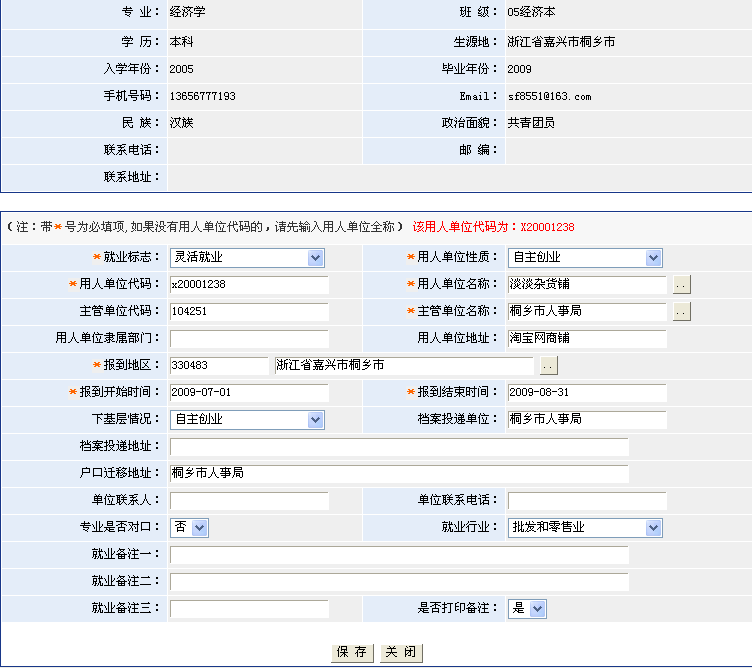 专 业： 经济学 班 级： 05经济本
学 历： 本科 生源地： 浙江省嘉兴市桐乡市
入学年份： 2005 毕业年份： 2009
手机号码： 13656777193 Email： sf8551@163.com
民 族： 汉族 政治面貌： 共青团员
联系电话： 邮 编：
联系地址：
（注：带*号为必填项,如果没有用人单位代码的，请先输入用人单位全称） 该用人单位代码为：X20001238
*就业标志： 灵活就业 *用人单位性质： 自主创业
*用人单位代码： x20001238 *用人单位名称： 淡淡杂货铺 ..
主管单位代码： 104251 *主管单位名称： 桐乡市人事局 ..
用人单位隶属部门： 用人单位地址： 淘宝网商铺
*报到地区： 330483 浙江省嘉兴市桐乡市 ..
*报到开始时间： 2009-07-01 *报到结束时间： 2009-08-31
下基层情况： 自主创业 档案投递单位： 桐乡市人事局
档案投递地址：
户口迁移地址： 桐乡市人事局
单位联系人： 单位联系电话：
专业是否对口： 否 就业行业： 批发和零售业
就业备注一：
就业备注二：
就业备注三： 是否打印备注： 是
保 存 关 闭